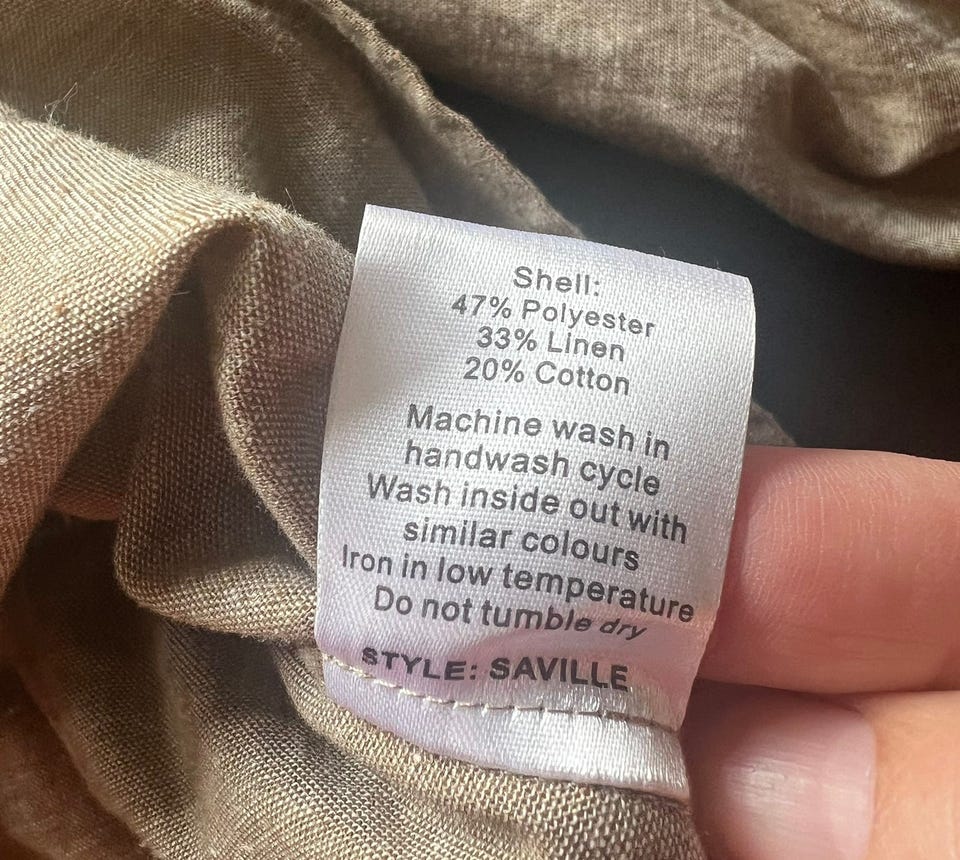 Shell:
47% Polyester
33% Linen
20% Cotton
Machine wash in
handwash cycle
Wash inside out with
similar colours
Iron in low temperature
Do not tumble dry
STYLE: SAVILLE